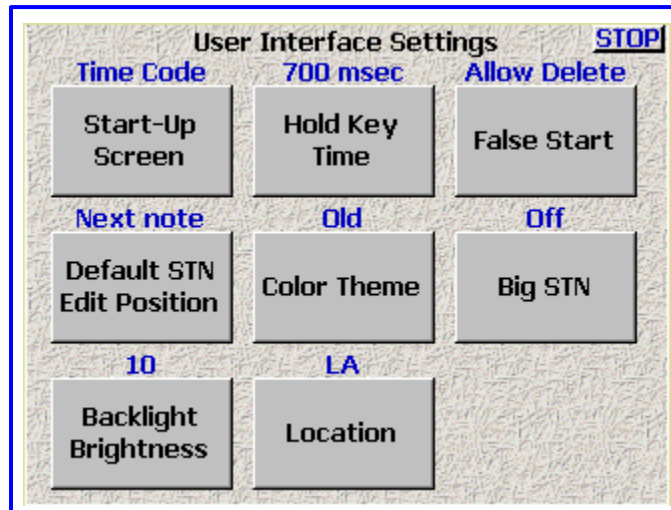 User Interface Settings STOP
Time Code 700 msec Allow Delete
Start-Up
Screen
Hold Key
Time
False Start
Next note Old Off
Default STN
Edit Position
Color Theme
Big STN
10 LA
Backlight
Brightness
Location